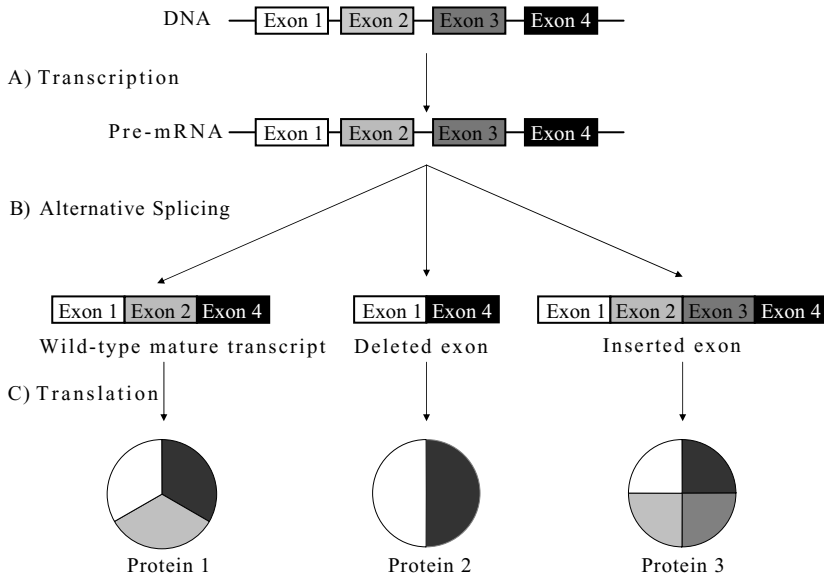 DNA Exon 1 Exon 2 Exon 3 Exon 4
A) Transcription
Pre-mRNA Exon 1 Exon 2 Exon 3 Exon 4
B) Alternative Splicing
Exon 1 Exon 2 Exon 4 Exon 1 Exon 4 Exon 1 Exon 2 Exon 3 Exon 4
Wild-type mature transcript Deleted exon Inserted exon
C) Translation
Protein 1 Protein 2 Protein 3